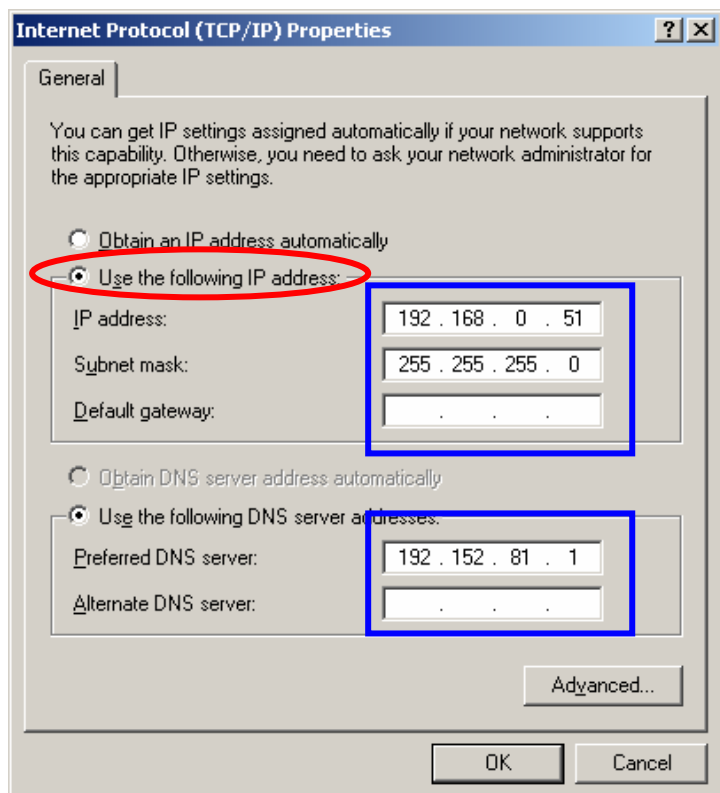 Internet Protocol (TCP/IP) Properties
General
You can get IP settings assigned automatically if your network supports
this capability. Otherwise, you need to ask your network administrator for
the appropriate IP settings.
Obtain an IP address automatically
Use the following IP address:
IP address: 192 . 168 . 0 . 51
Subnet mask: 255 . 255 . 255 . 0
Default gateway: . . .
Obtain DNS server address automatically
Use the following DNS server addresses:
Preferred DNS server: 192 . 152 . 81 . 1
Alternate DNS server: . . .
Advanced...
OK Cancel